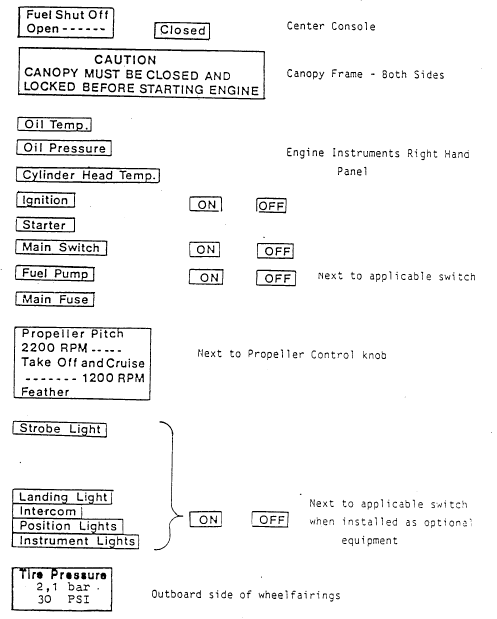 Fuel Shut Off
Open ------ Closed Center Console
CAUTION
CANOPY MUST BE CLOSED AND
LOCKED BEFORE STARTING ENGINE
Canopy Frame - Both Sides
Oil Temp.
Oil Pressure
Cylinder Head Temp.
Engine Instruments Right Hand
Panel
Ignition ON OFF
Starter
Main Switch ON OFF
Fuel Pump ON OFF Next to applicable switch
Main Fuse
Propeller Pitch
2200 RPM -----
Take Off and Cruise
------- 1200 RPM
Feather
Next to Propeller Control knob
Strobe Light
Landing Light
Intercom
Position Lights
Instrument Lights
ON OFF
Next to applicable switch
when installed as optional
equipment
Tire Pressure
2,1 bar
30 PSI
Outboard side of wheelfairings